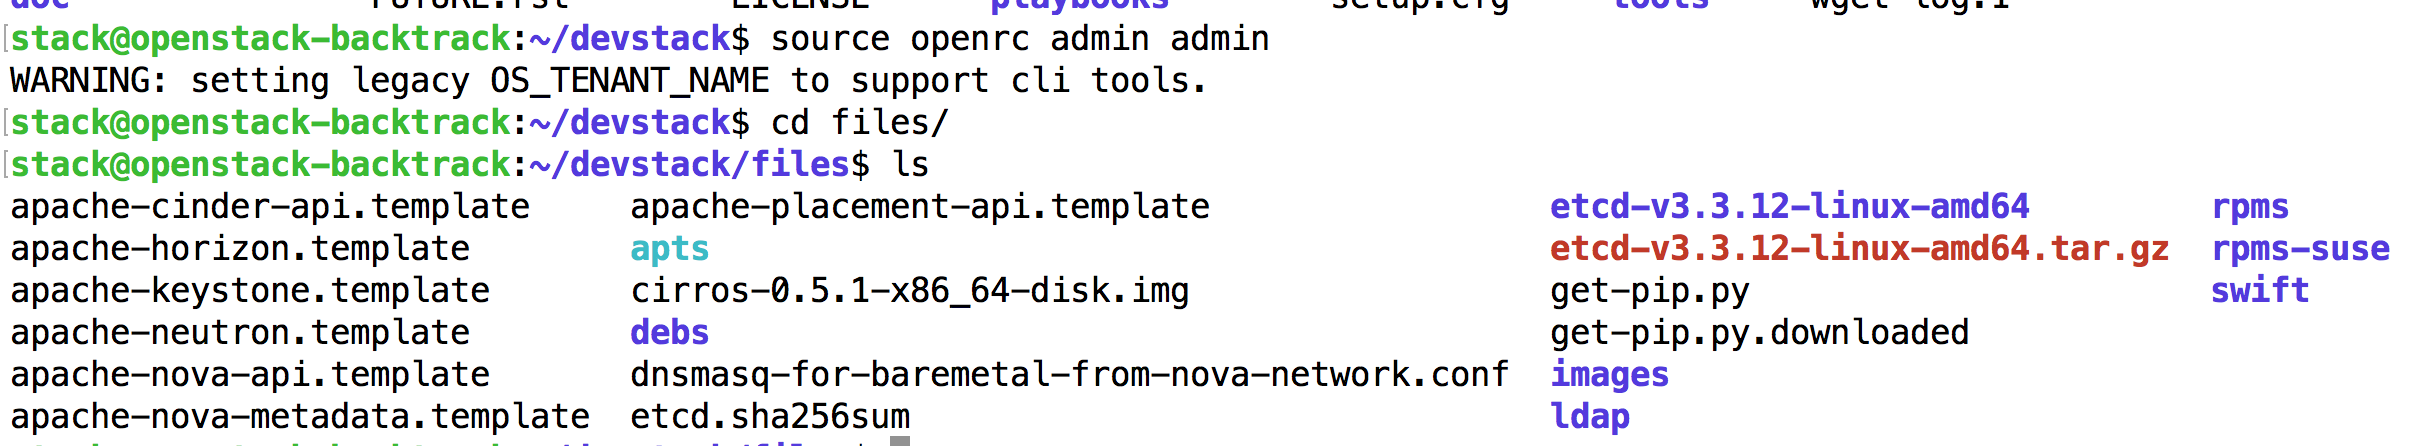 doc FUTURE.rst LICENSE playbooks setup.cfg tools wget-log.1
stack@openstack-backtrack:~/devstack$ source openrc admin admin
WARNING: setting legacy OS_TENANT_NAME to support cli tools.
stack@openstack-backtrack:~/devstack$ cd files/
stack@openstack-backtrack:~/devstack/files$ ls
apache-cinder-api.template apache-placement-api.template etcd-v3.3.12-linux-amd64 rpms
apache-horizon.template apts etcd-v3.3.12-linux-amd64.tar.gz rpms-suse
apache-keystone.template cirros-0.5.1-x86_64-disk.img get-pip.py swift
apache-neutron.template debs get-pip.py.downloaded
apache-nova-api.template dnsmasq-for-baremetal-from-nova-network.conf images
apache-nova-metadata.template etcd.sha256sum ldap
stack@openstack-backtrack:~/devstack/files$